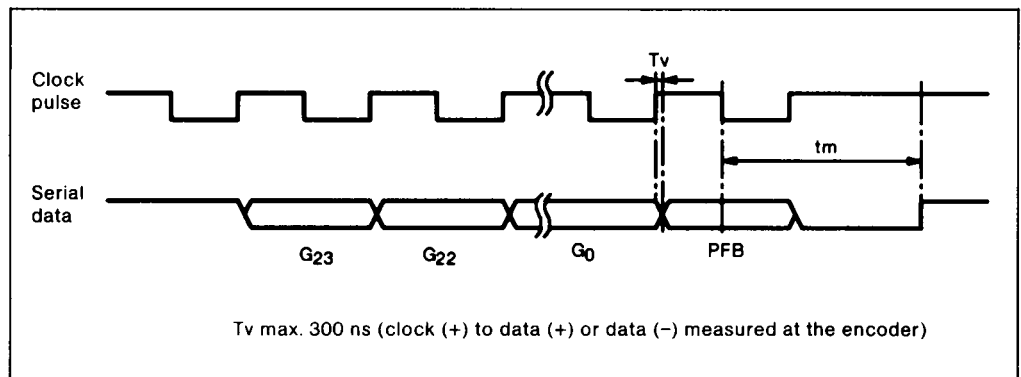 Tv
Clock
pulse
tm
Serial
data
G23
G22
G0
PFB
Tv max. 300 ns (clock (+) to data (+) or data (−) measured at the encoder)